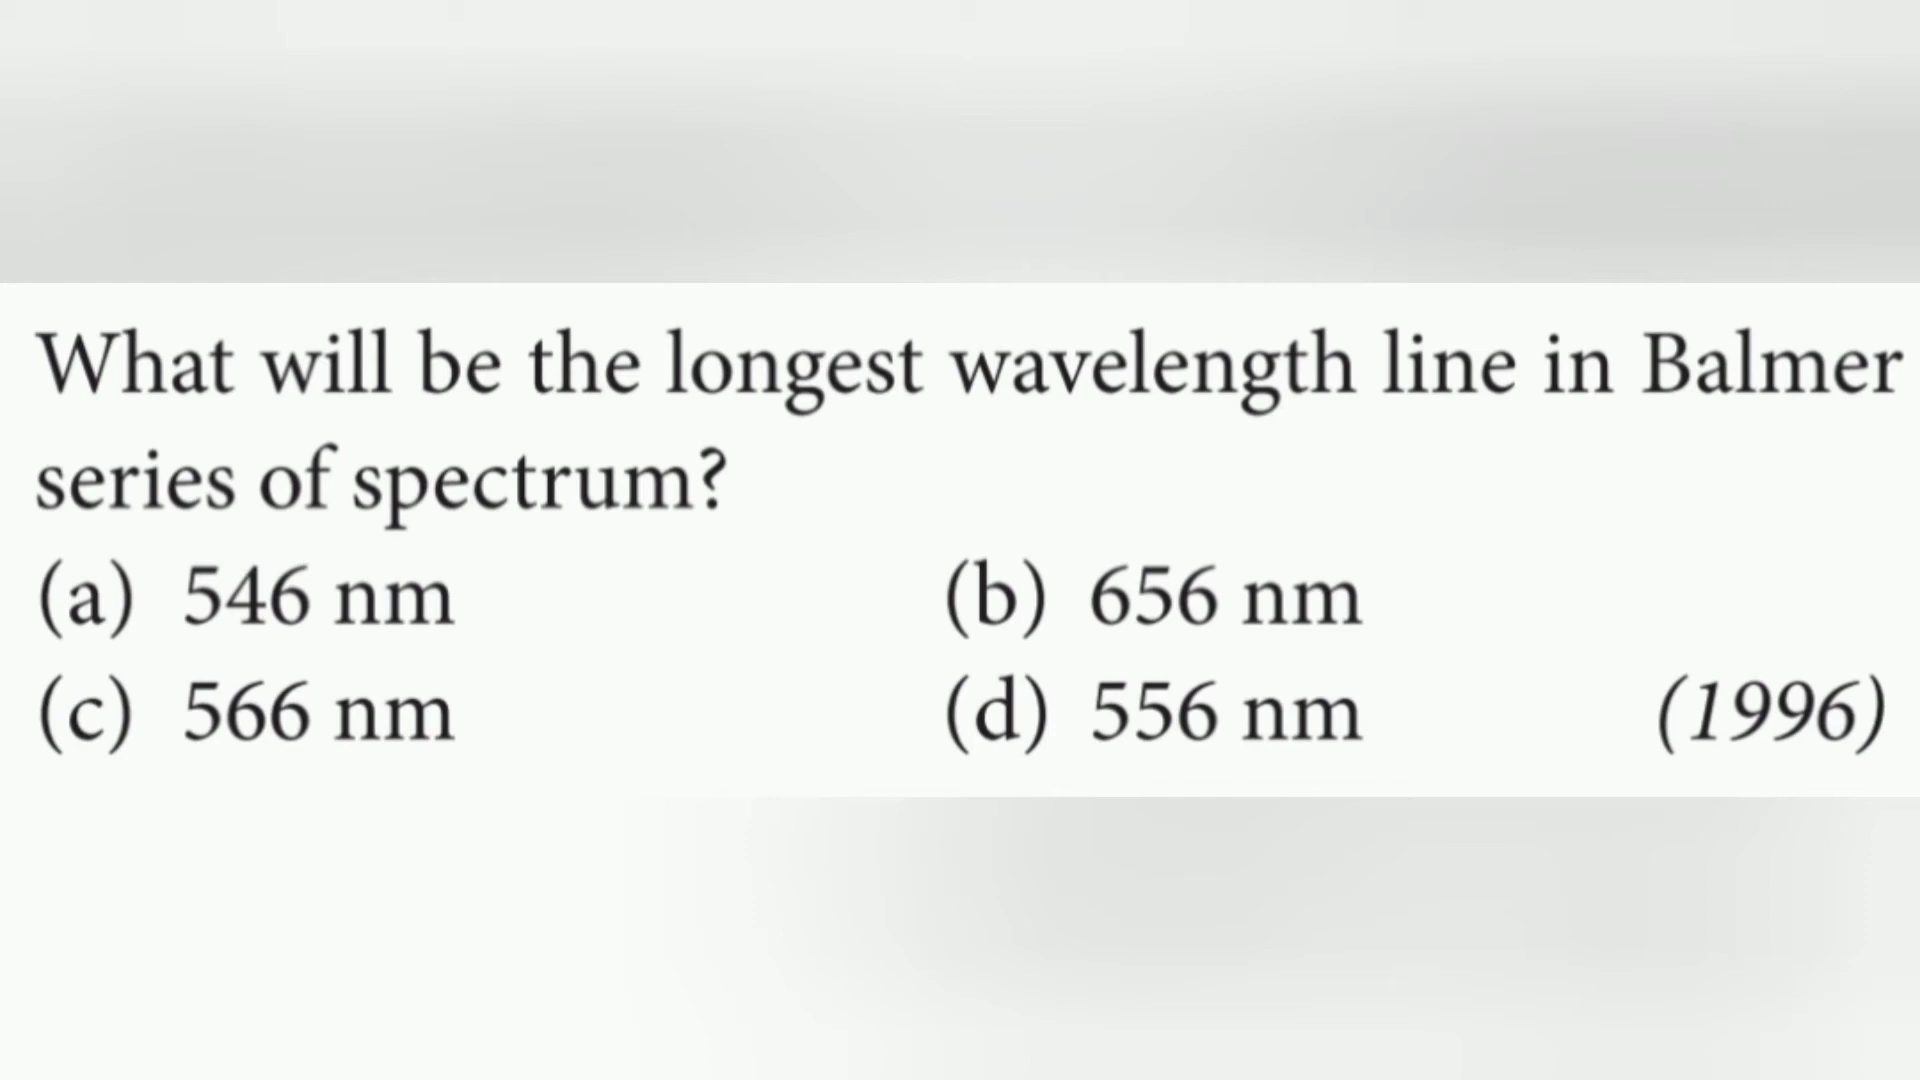 What will be the longest wavelength line in Balmer
series of spectrum?
(a) 546 nm (b) 656 nm
(c) 566 nm (d) 556 nm (1996)